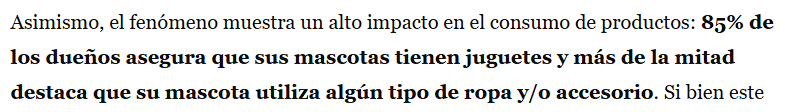 Asimismo, el fenómeno muestra un alto impacto en el consumo de productos: 85% de
los dueños asegura que sus mascotas tienen juguetes y más de la mitad
destaca que su mascota utiliza algún tipo de ropa y/o accesorio. Si bien este